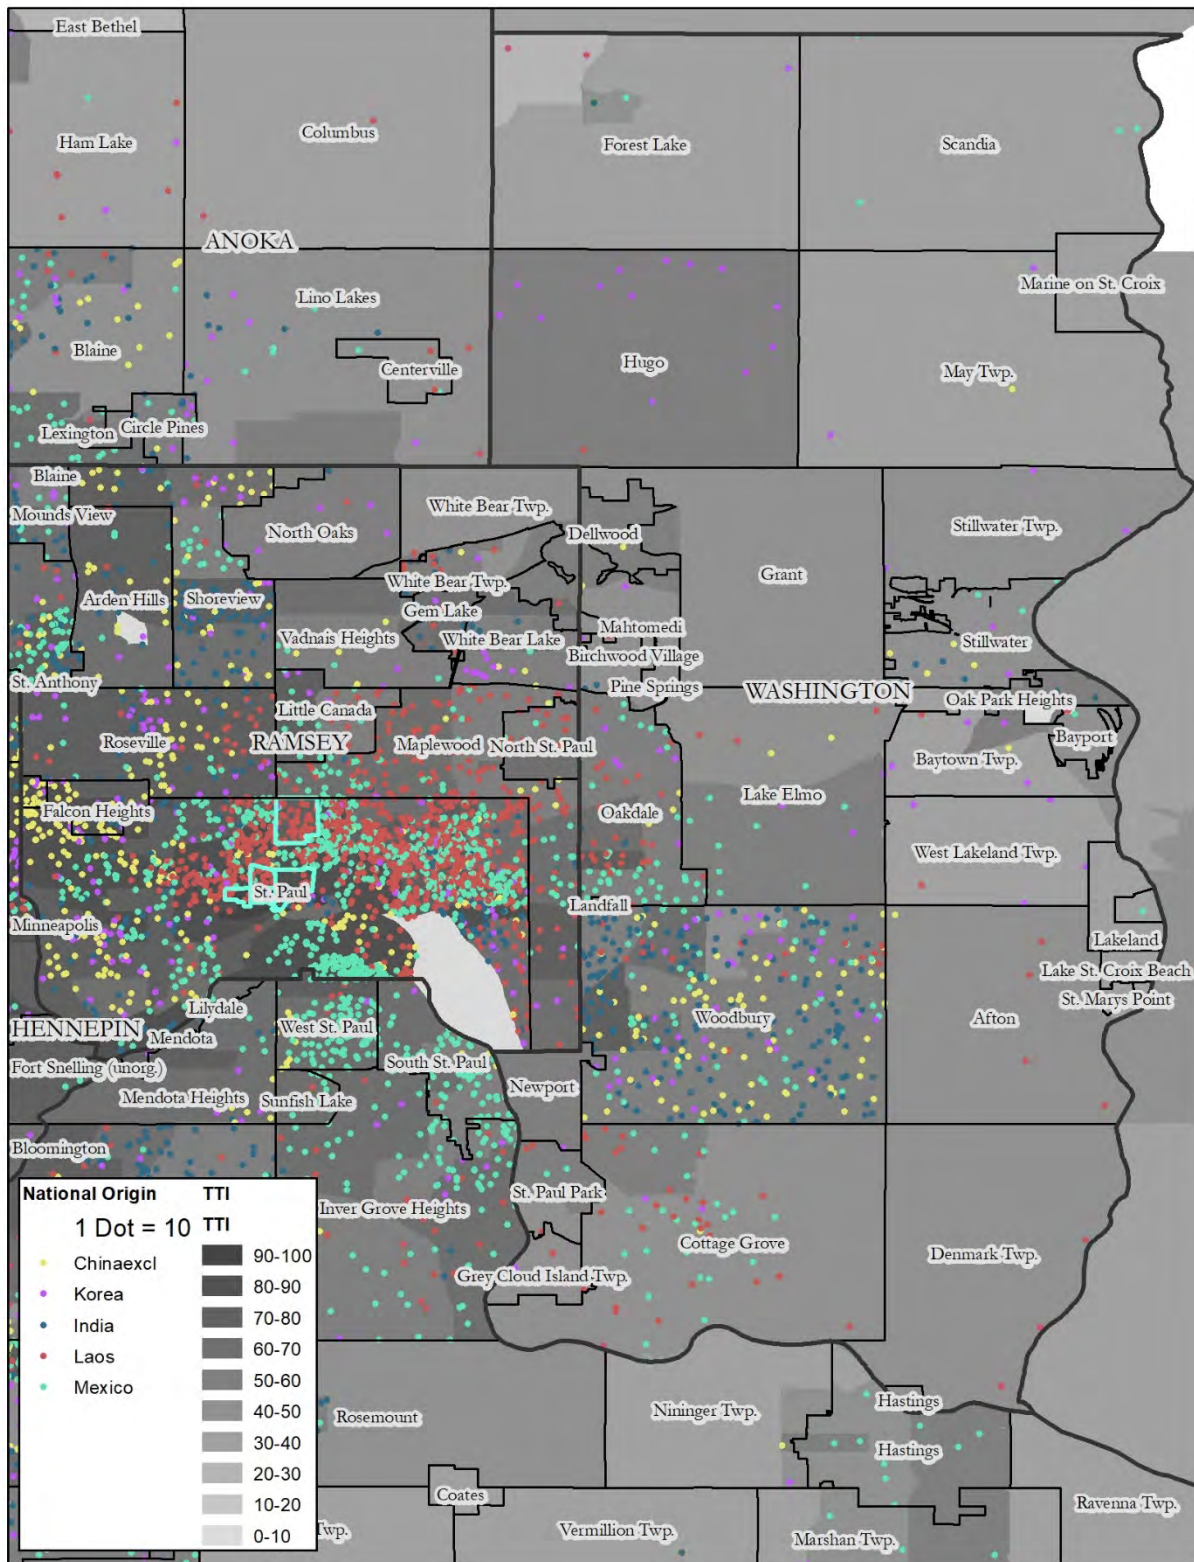 East Bethel
Ham Lake
Columbus
Forest Lake
Scandia
ANOKA
Lino Lakes
Marine on St. Croix
Blaine
Centerville
Hugo
May Twp.
Lexington
Circle Pines
Blaine
Mounds View
North Oaks
White Bear Twp.
Dellwood
Stillwater Twp.
Grant
Arden Hills
Shoreview
White Bear Twp.
Gem Lake
Vadnais Heights
White Bear Lake
Mahtomedi
Birchwood Village
Stillwater
St. Anthony
Pine Springs
WASHINGTON
Oak Park Heights
Little Canada
Roseville
RAMSEY
Maplewood
North St. Paul
Bayport
Baytown Twp.
Falcon Heights
Oakdale
Lake Elmo
West Lakeland Twp.
St. Paul
Landfall
Minneapolis
Lakeland
Lake St. Croix Beach
St. Marys Point
Lilydale
West St. Paul
Woodbury
Afton
HENNEPIN
Mendota
South St. Paul
Fort Snelling (unorg.)
Newport
Mendota Heights
Sunfish Lake
Bloomington
St. Paul Park
Inver Grove Heights
Cottage Grove
Denmark Twp.
Grey Cloud Island Twp.
National Origin
1 Dot = 10
Chinaexcl
Korea
India
Laos
Mexico
TTI
TTI
90-100
80-90
70-80
60-70
50-60
40-50
30-40
20-30
10-20
0-10
Rosemount
Nininger Twp.
Hastings
Hastings
Coates
Ravenna Twp.
Twp.
Vermillion Twp.
Marshan Twp.